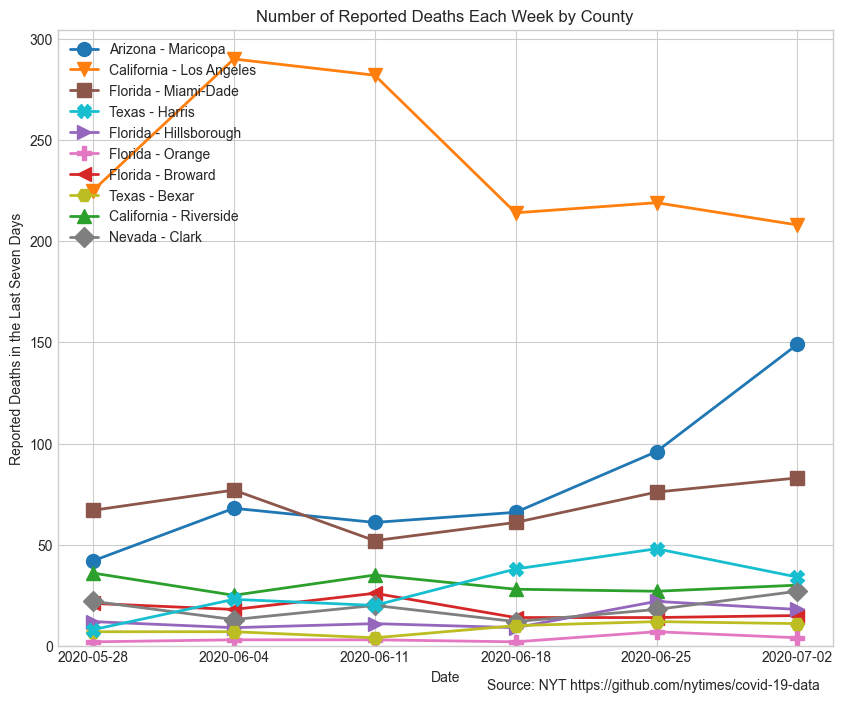 Number of Reported Deaths Each Week by County
Arizona - Maricopa
California - Los Angeles
Florida - Miami-Dade
Texas - Harris
Florida - Hillsborough
Florida - Orange
Florida - Broward
Texas - Bexar
California - Riverside
Nevada - Clark
Reported Deaths in the Last Seven Days
300
250
200
150
100
50
0
2020-05-28 2020-06-04 2020-06-11 2020-06-18 2020-06-25 2020-07-02
Date
Source: NYT https://github.com/nytimes/covid-19-data